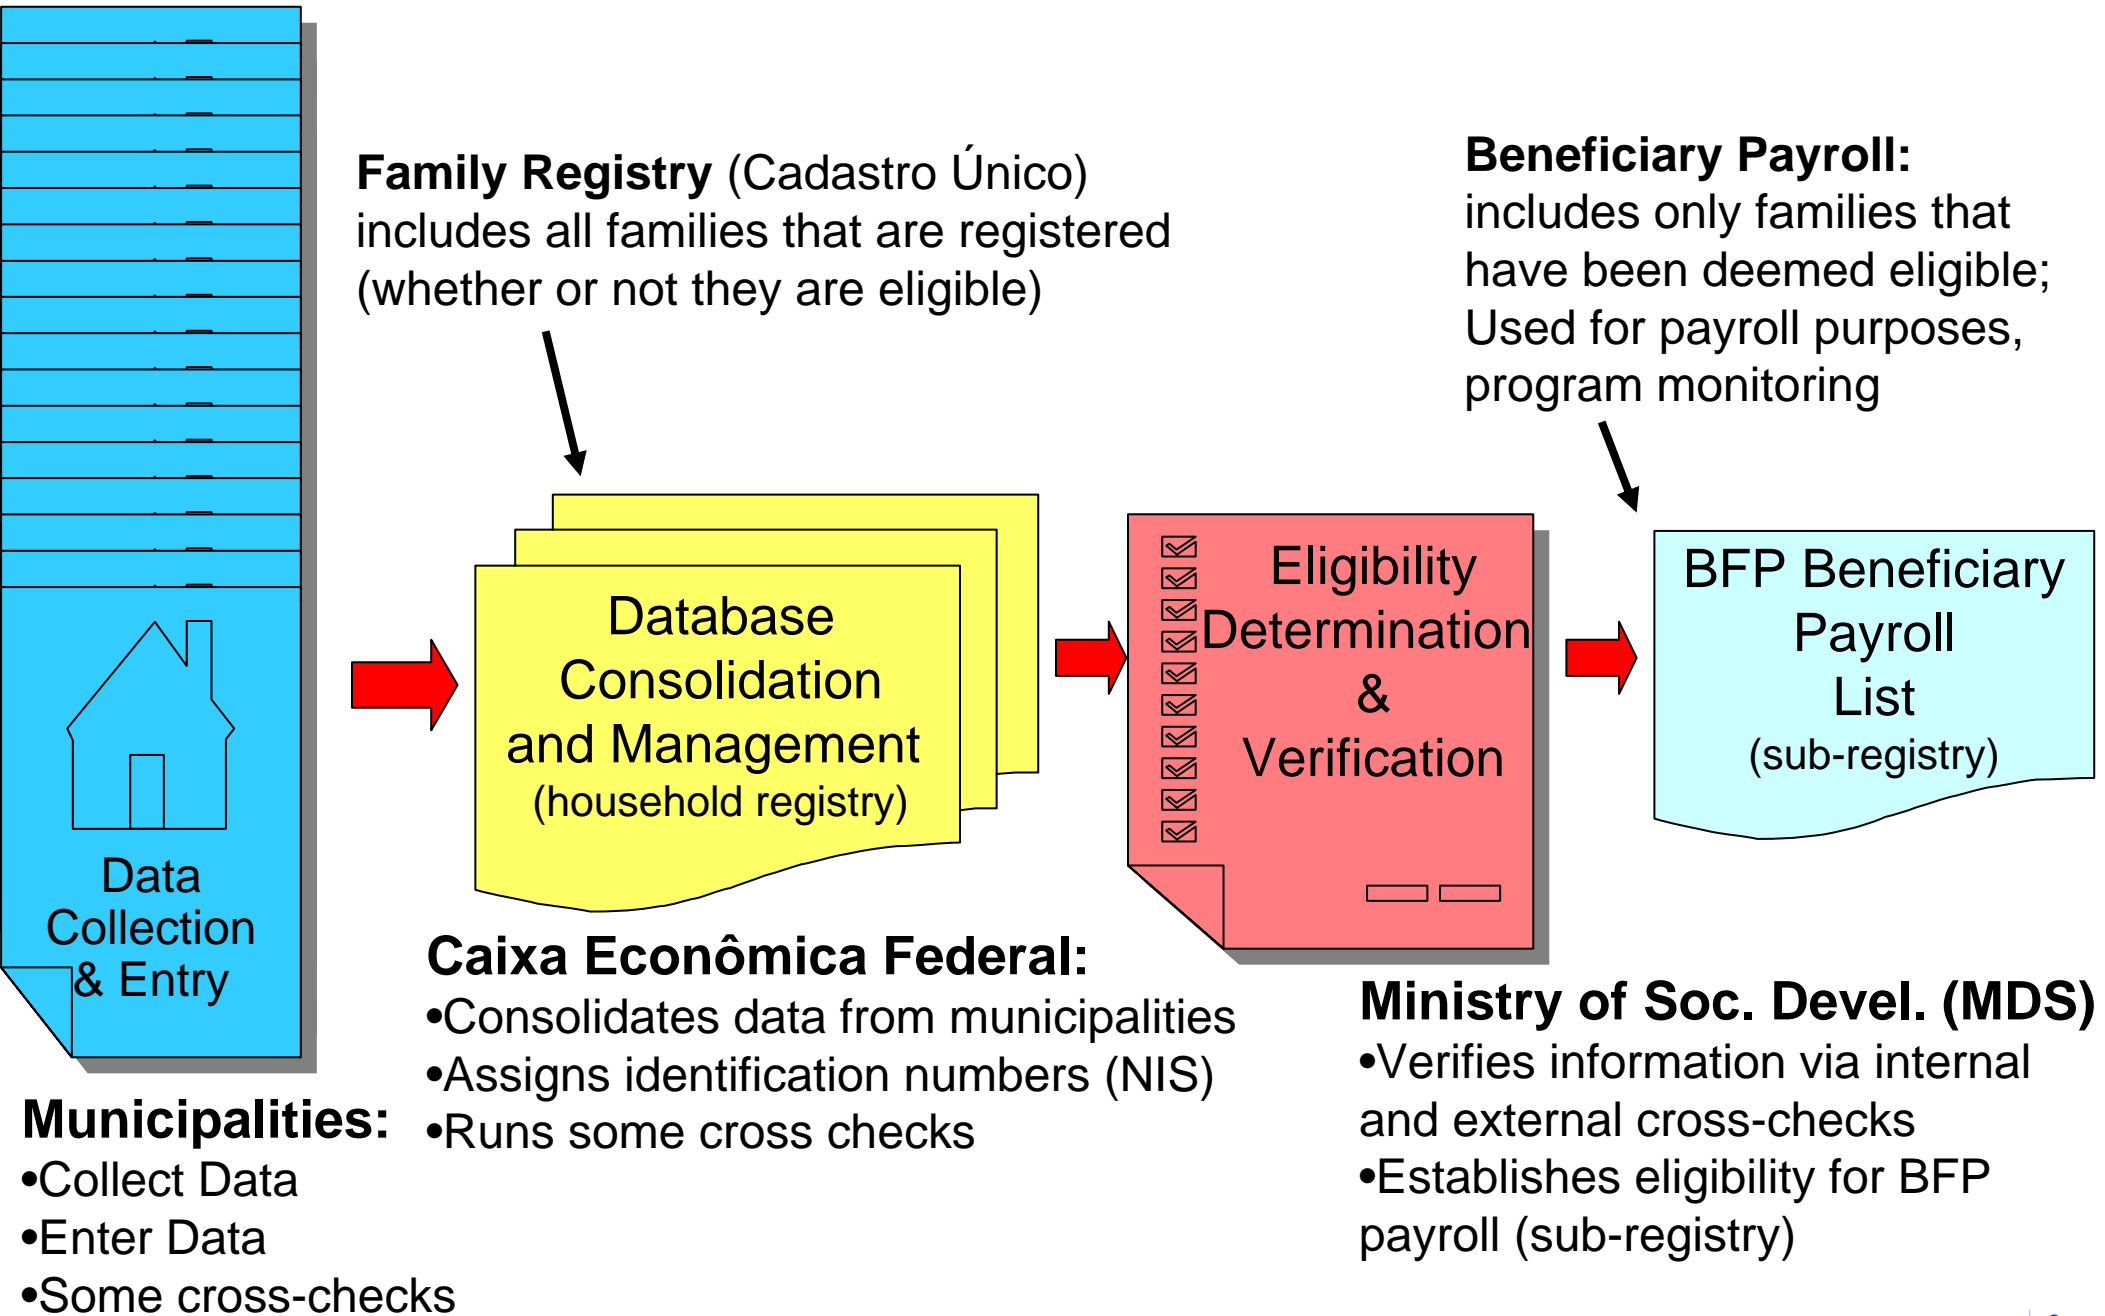 Family Registry (Cadastro Único)
includes all families that are registered
(whether or not they are eligible)
Beneficiary Payroll:
includes only families that
have been deemed eligible;
Used for payroll purposes,
program monitoring
Data
Collection
& Entry
Database
Consolidation
and Management
(household registry)
Eligibility
Determination
&
Verification
BFP Beneficiary
Payroll
List
(sub-registry)
Municipalities:
•Collect Data
•Enter Data
•Some cross-checks
Caixa Econômica Federal:
•Consolidates data from municipalities
•Assigns identification numbers (NIS)
•Runs some cross checks
Ministry of Soc. Devel. (MDS)
•Verifies information via internal
and external cross-checks
•Establishes eligibility for BFP
payroll (sub-registry)